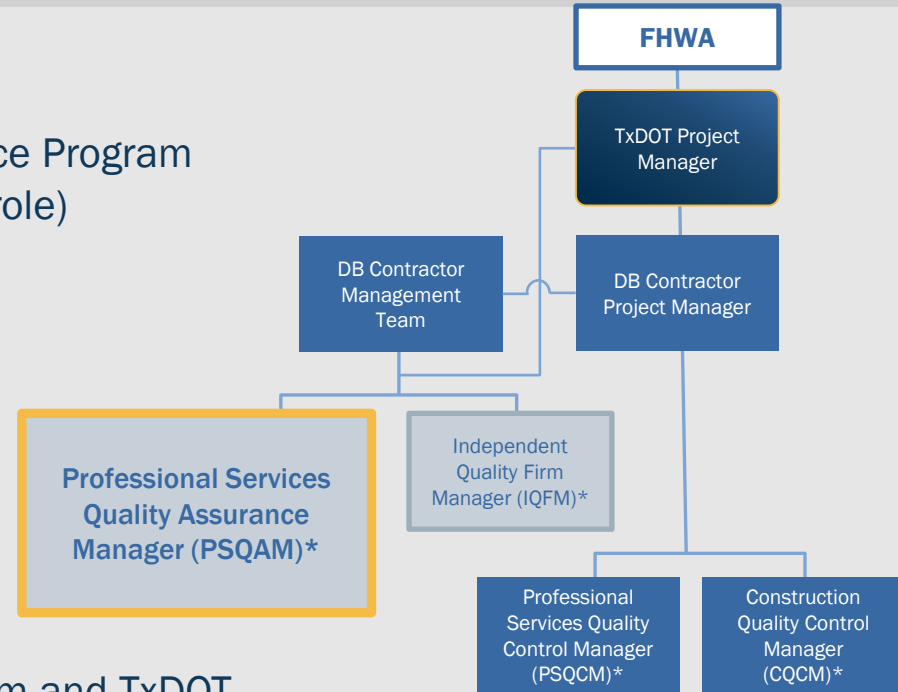 FHWA
TxDOT Project
Manager
ce Program
role)
DB Contractor
Management
Team
DB Contractor
Project Manager
Professional Services
Quality Assurance
Manager (PSQAM)*
Independent
Quality Firm
Manager (IQFM)*
Professional
Services Quality
Control Manager
(PSQCM)*
Construction
Quality Control
Manager
(CQCM)*
m and TxDOT